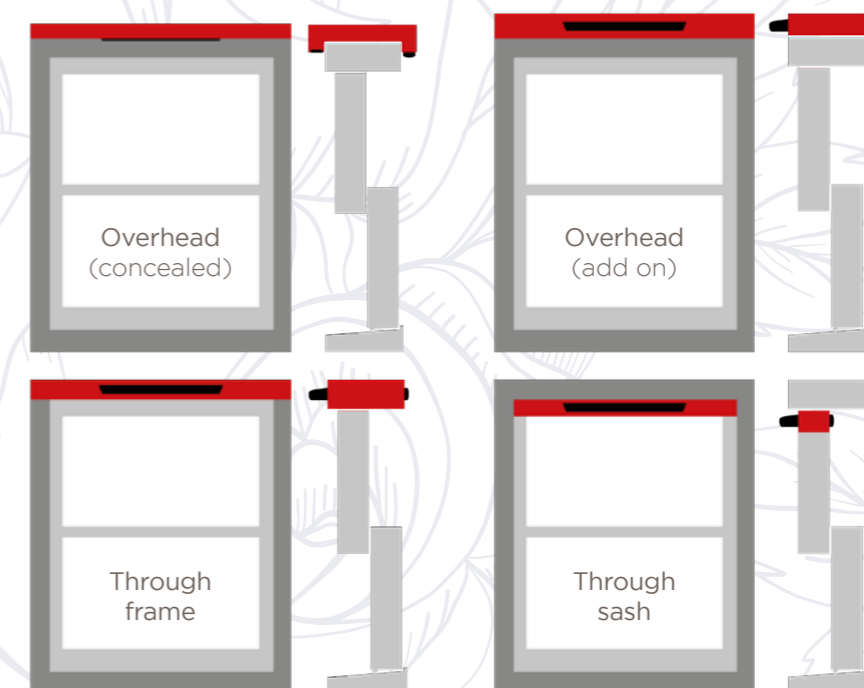 Overhead
(concealed)
Overhead
(add on)
Through
frame
Through
sash